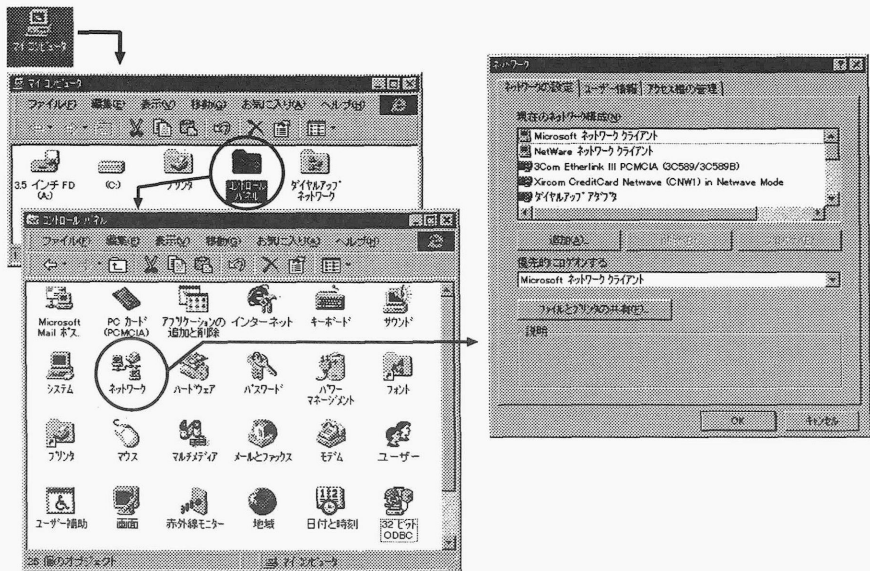 マイ コンピュータ
マイ コンピュータ
ファイル(F) 編集(E) 表示(V) 移動(G) お気に入り(A) ヘルプ(H)
3.5 インチ FD (A:)
(C:)
プリンタ
コントロール パネル
ダイヤルアップ ネットワーク
コントロール パネル
ファイル(F) 編集(E) 表示(V) 移動(G) お気に入り(A) ヘルプ(H)
Microsoft Mail ポス..
PC カード (PCMCIA)
アプリケーションの 追加と削除
インターネット
キーボード
サウンド
システム
ネットワーク
ハードウェア
パスワード
パワー マネージメント
フォント
プリンタ
マウス
マルチメディア
メールとファックス
モデム
ユーザー
ユーザー補助
画面
赤外線モニター
地域
日付と時刻
32 ビット ODBC
マイ コンピュータ
ネットワーク
ネットワークの設定 ユーザー情報 アクセス権の管理
現在のネットワーク構成(N)
Microsoft ネットワーク クライアント
NetWare ネットワーク クライアント
3Com Etherlink III PCMCIA (3C589/3C589B)
Xircom CreditCard Netwave (CNW1) in Netwave Mode
ダイヤルアップ アダプタ
追加(A)...
優先的にログオンする
Microsoft ネットワーク クライアント
ファイルとプリンタの共有(F)...
説明
OK キャンセル